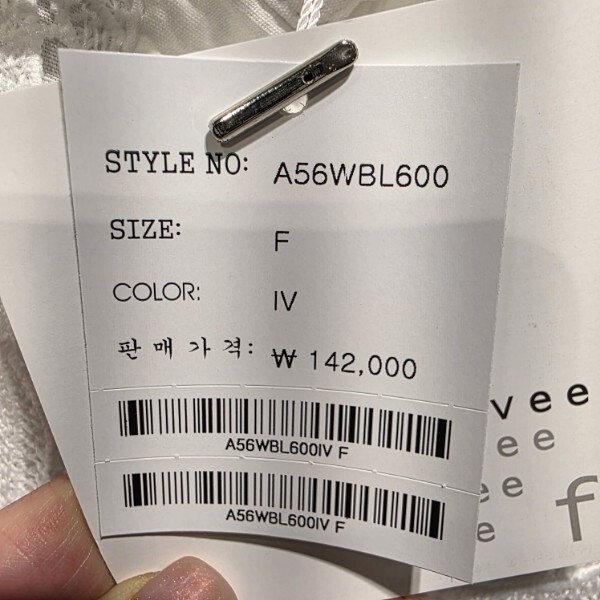 STYLE NO: A56WBL600
SIZE: F
COLOR: IV
판매가격: ₩ 142,000
A56WBL600IV F
A56WBL600IV F
vee
ee
ee
e
f